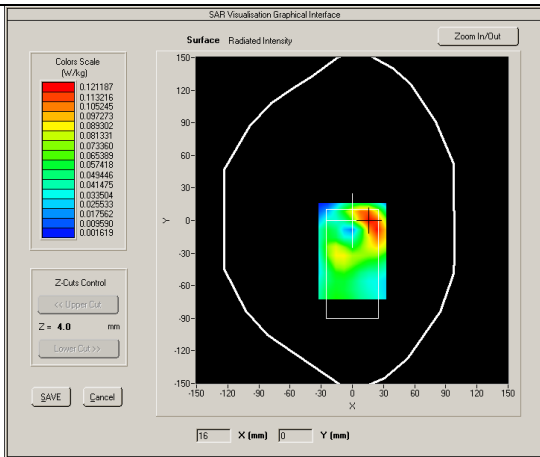 SAR Visualisation Graphical Interface
Surface Radiated Intensity
Zoom In/Out
Colors Scale
(W/kg)
0.121187
0.113216
0.105245
0.097273
0.089302
0.081331
0.073360
0.065389
0.057418
0.049446
0.041475
0.033504
0.025533
0.017562
0.009590
0.001619
150
120
90
60
30
0
-30
-60
-90
-120
-150
Y
-150 -120 -90 -60 -30 0 30 60 90 120 150
X
Z-Cuts Control
<< Upper Cut
Z = 4.0 mm
Lower Cut >>
SAVE Cancel
16 X (mm) 0 Y (mm)